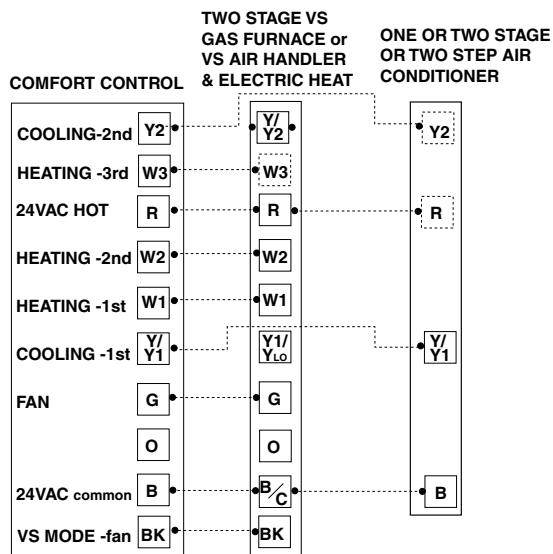 TWO STAGE VS
GAS FURNACE or
VS AIR HANDLER
& ELECTRIC HEAT
ONE OR TWO STAGE
OR TWO STEP AIR
CONDITIONER
COMFORT CONTROL
COOLING-2nd Y2 Y/ Y2 Y2
HEATING -3rd W3 W3
24VAC HOT R R R
HEATING -2nd W2 W2
HEATING -1st W1 W1
COOLING -1st Y/ Y1 Y1/ YLO Y/ Y1
FAN G G
O O
24VAC common B B/C B
VS MODE -fan BK BK